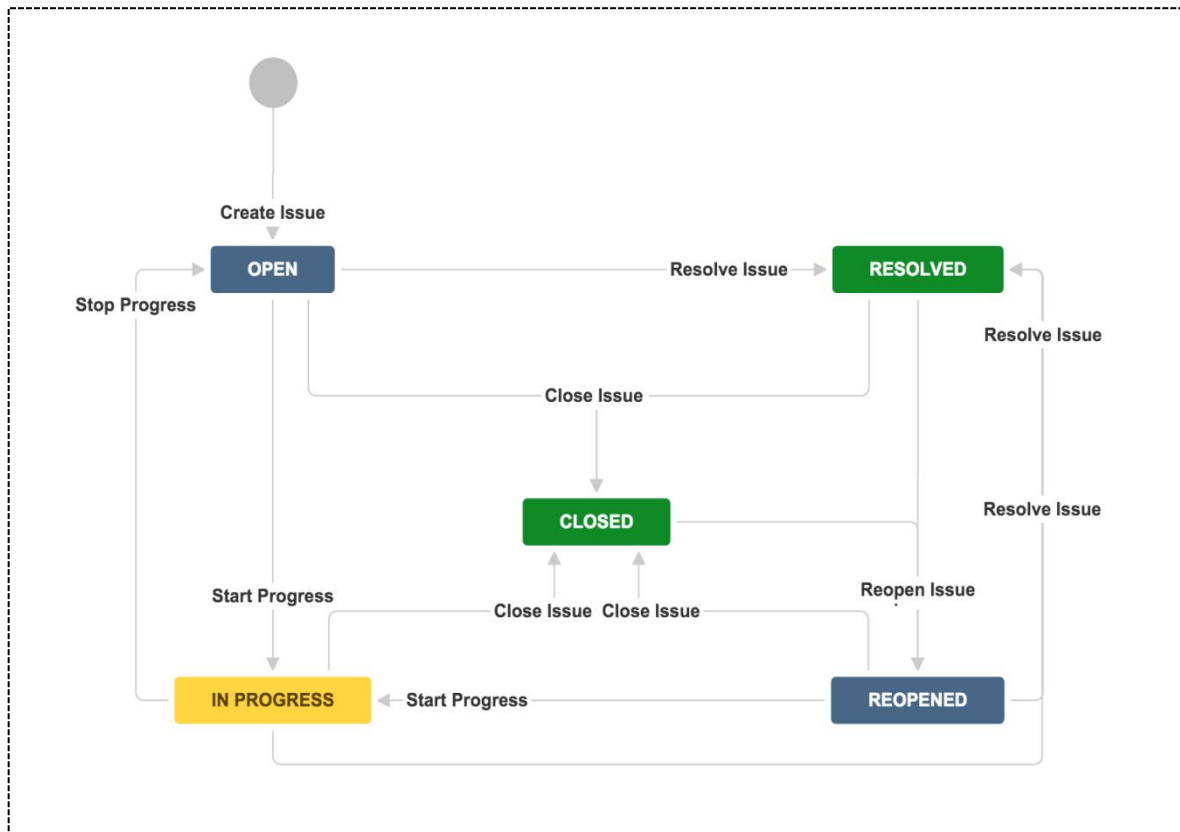 Create Issue
OPEN
Resolve Issue
RESOLVED
Stop Progress
Resolve Issue
Close Issue
CLOSED
Resolve Issue
Start Progress
Close Issue
Close Issue
Reopen Issue
IN PROGRESS
Start Progress
REOPENED